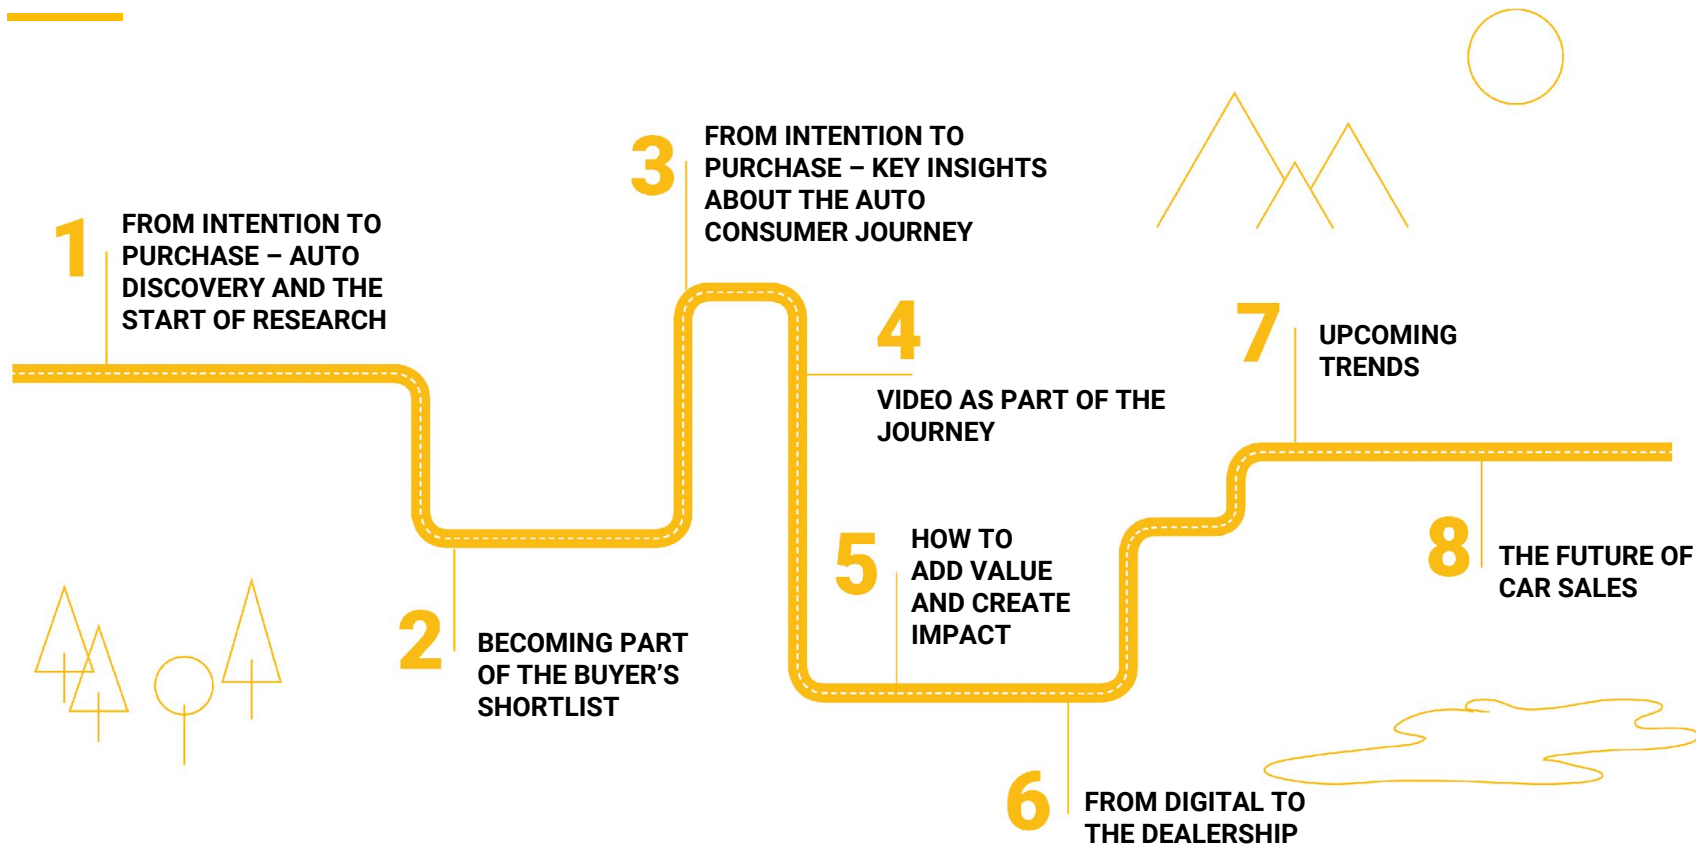 1
FROM INTENTION TO
PURCHASE – AUTO
DISCOVERY AND THE
START OF RESEARCH
2
BECOMING PART
OF THE BUYER’S
SHORTLIST
3
FROM INTENTION TO
PURCHASE – KEY INSIGHTS
ABOUT THE AUTO
CONSUMER JOURNEY
4
VIDEO AS PART OF THE
JOURNEY
5
HOW TO
ADD VALUE
AND CREATE
IMPACT
6
FROM DIGITAL TO
THE DEALERSHIP
7
UPCOMING
TRENDS
8
THE FUTURE OF
CAR SALES